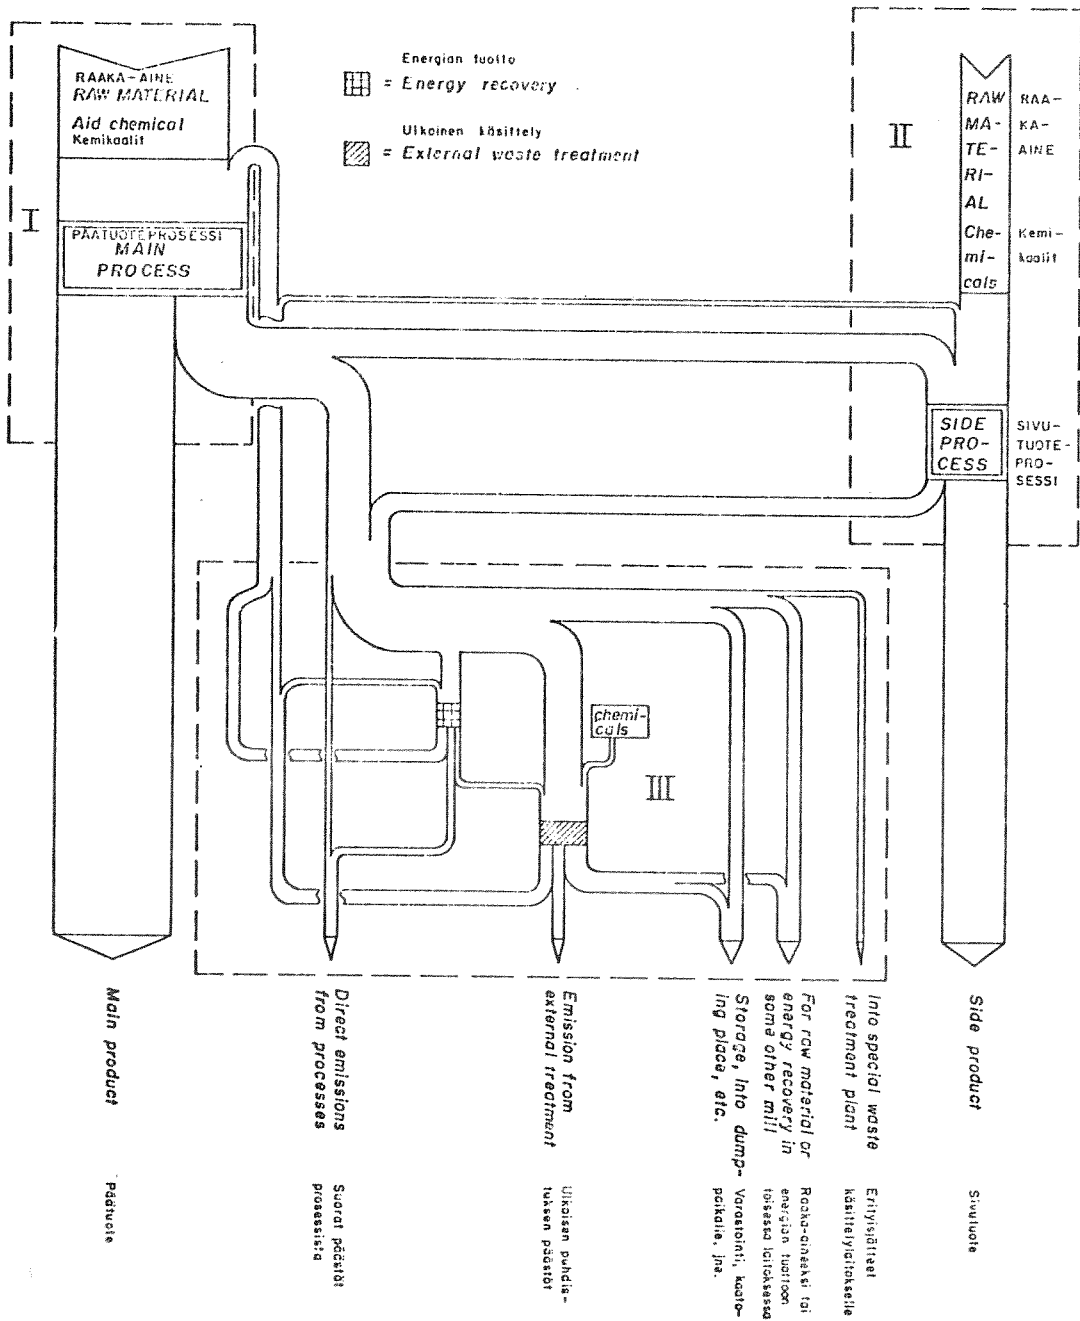 RAAKA-AINE
RAW MATERIAL
Aid chemical
Kemikaalit
I
PÄÄTUOTEPROSESSI
MAIN
PROCESS
Energian tuotto
= Energy recovery
Ulkoinen käsittely
= External waste treatment
II
RAW
MA-
TE-
RI-
AL
Che-
mi-
cals
RAA-
KA-
AINE
Kemi-
kaalit
SIDE
PRO-
CESS
SIVU-
TUOTE-
PRO-
SESSI
chemi-
cals
III
Main product
Päätuote
Direct emissions
from processes
Suorat päästöt
prosessista
Emission from
external treatment
Ulkoisen puhdis-
tuksen päästöt
Storage, into dump-
ing place, etc.
Varastointi, kaato-
paikalle, jne.
For raw material or
energy recovery in
some other mill
Raaka-aineeksi tai
energian tuottoon
toisessa laitoksessa
Into special waste
treatment plant
Erityisjätteet
käsittelylaitokselle
Side product
Sivutuote